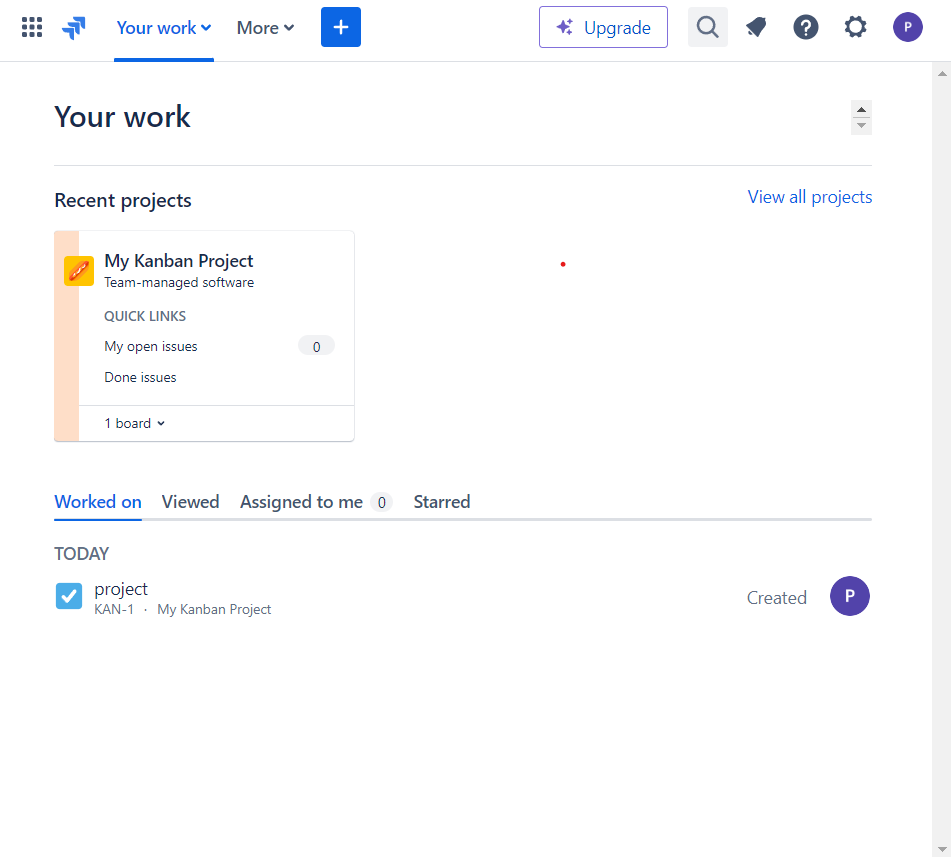 Your work More + Upgrade P
Your work
Recent projects View all projects
My Kanban Project
Team-managed software
QUICK LINKS
My open issues 0
Done issues
1 board
Worked on Viewed Assigned to me 0 Starred
TODAY
project
KAN-1 · My Kanban Project
Created P